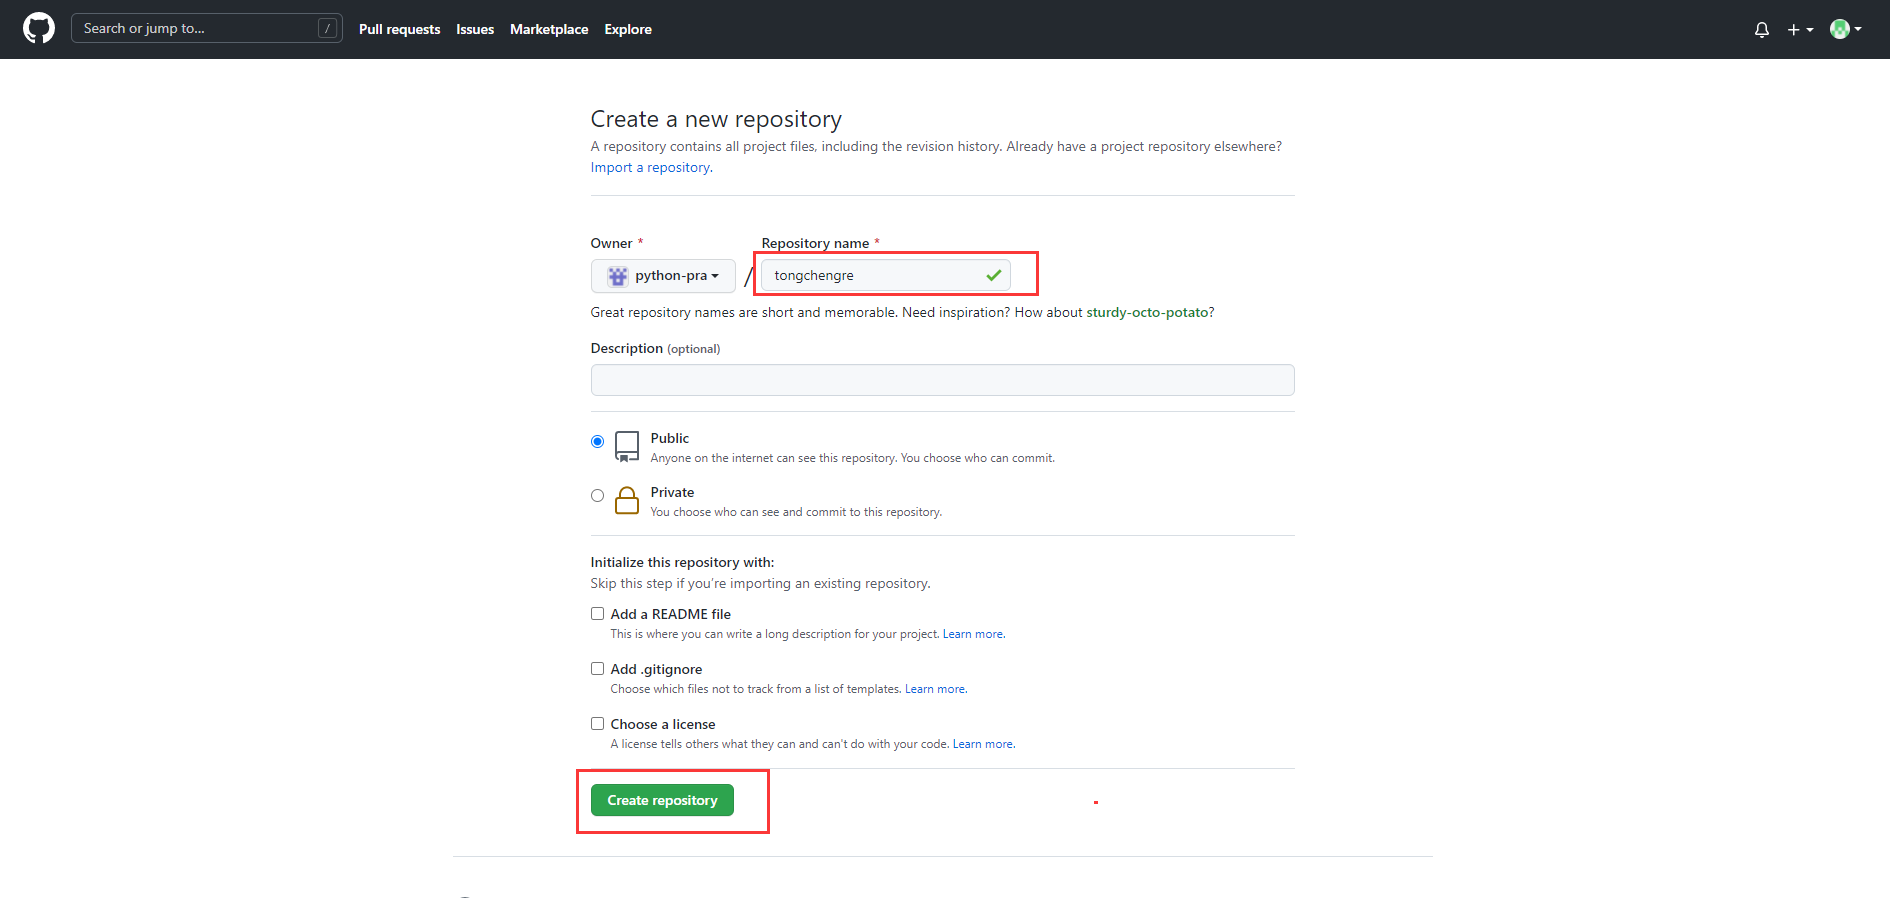 Search or jump to... / Pull requests Issues Marketplace Explore
Create a new repository
A repository contains all project files, including the revision history. Already have a project repository elsewhere?
Import a repository.
Owner * Repository name *
python-pra / tongchengre
Great repository names are short and memorable. Need inspiration? How about sturdy-octo-potato?
Description (optional)
Public
Anyone on the internet can see this repository. You choose who can commit.
Private
You choose who can see and commit to this repository.
Initialize this repository with:
Skip this step if you’re importing an existing repository.
Add a README file
This is where you can write a long description for your project. Learn more.
Add .gitignore
Choose which files not to track from a list of templates. Learn more.
Choose a license
A license tells others what they can and can't do with your code. Learn more.
Create repository